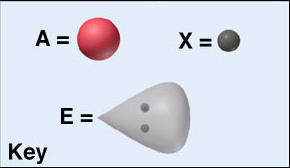 A =
X =
E =
Key